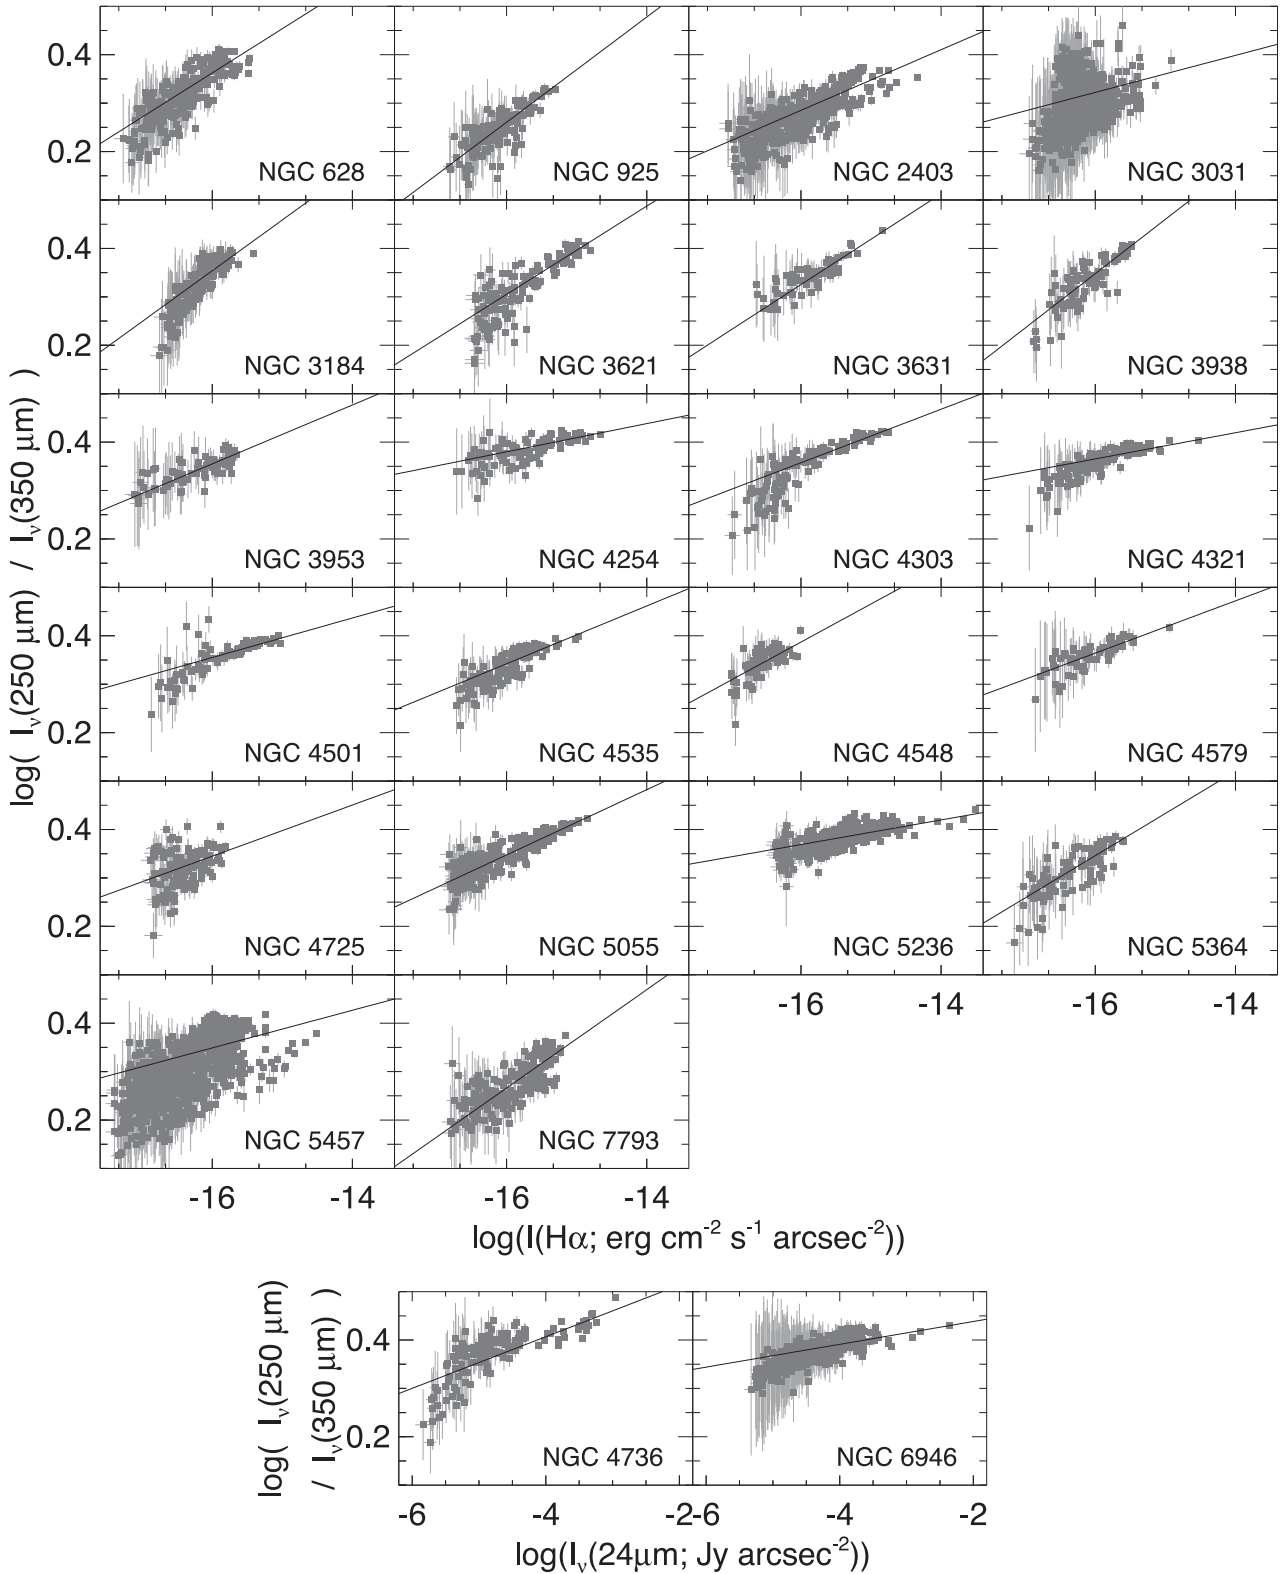 0.4
0.2
NGC 628
NGC 925
NGC 2403
NGC 3031
0.4
0.2
NGC 3184
NGC 3621
NGC 3631
NGC 3938
0.4
0.2
NGC 3953
NGC 4254
NGC 4303
NGC 4321
0.4
0.2
NGC 4501
NGC 4535
NGC 4548
NGC 4579
0.4
0.2
NGC 4725
NGC 5055
NGC 5236
NGC 5364
-16
-14
-16
-14
0.4
0.2
NGC 5457
NGC 7793
-16
-14
-16
-14
log( Iν(250 μm) / Iν(350 μm) )
log(I(Hα; erg cm-2 s-1 arcsec-2))
log( Iν(250 μm)
/ Iν(350 μm) )
0.4
0.2
NGC 4736
NGC 6946
-6
-4
-2
-6
-4
-2
log(Iν(24μm; Jy arcsec-2))